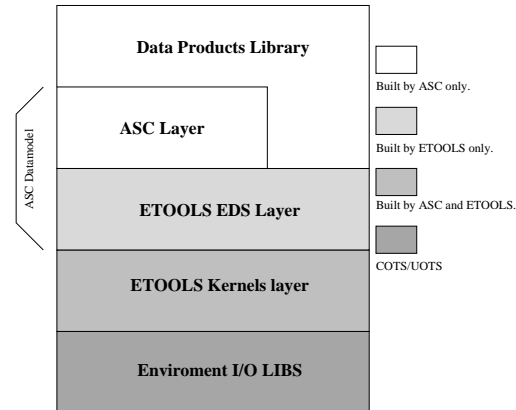 Data Products Library
ASC Layer
ETOOLS EDS Layer
ETOOLS Kernels layer
Enviroment I/O LIBS
ASC Datamodel
Built by ASC only.
Built by ETOOLS only.
Built by ASC and ETOOLS.
COTS/UOTS